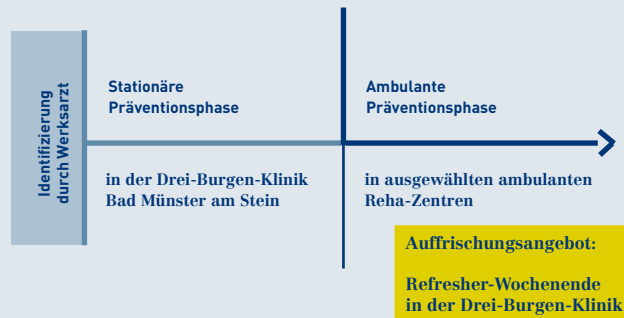 Identifizierung
durch Werksarzt
Stationäre
Präventionsphase
Ambulante
Präventionsphase
in der Drei-Burgen-Klinik
Bad Münster am Stein
in ausgewählten ambulanten
Reha-Zentren
Auffrischungsangebot:
Refresher-Wochenende
in der Drei-Burgen-Klinik